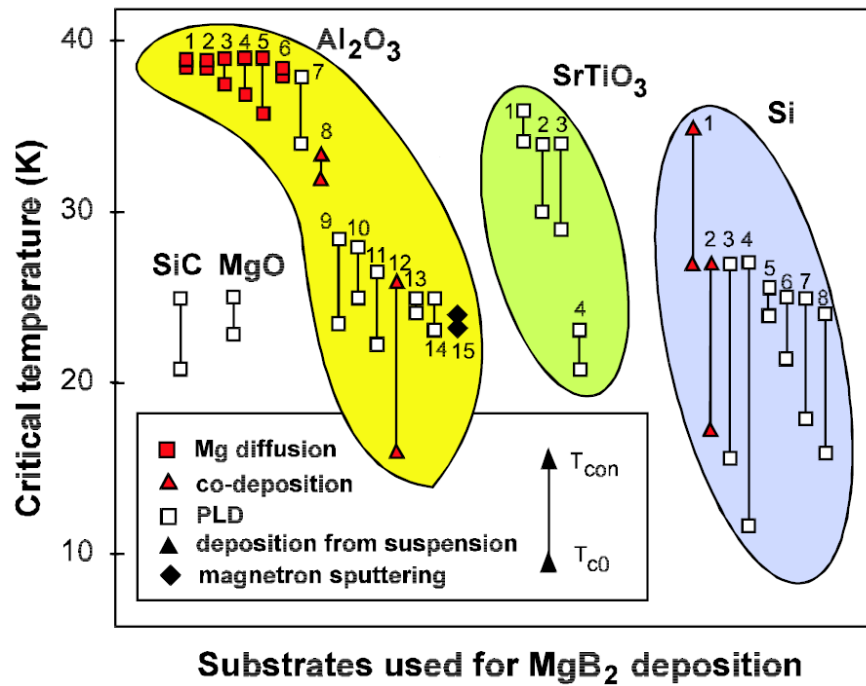 Critical temperature (K)
40
30
20
10
Al2O3
1 2 3 4 5 6 7
8
9 10 11 12 13
14 15
SrTiO3
1 2 3
4
Si
1
2 3 4 5 6 7 8
SiC MgO
Mg diffusion
co-deposition
PLD
deposition from suspension
magnetron sputtering
Tcon
Tc0
Substrates used for MgB2 deposition